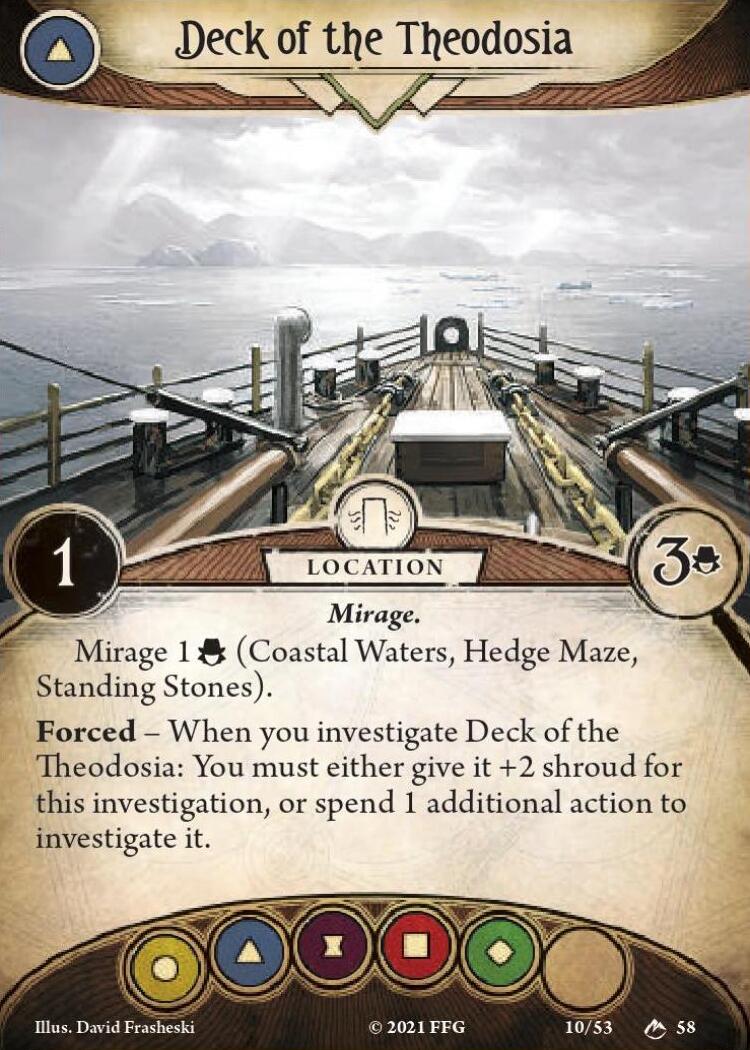 Deck of the Theodosia
1
LOCATION
3
Mirage.
Mirage 1 (Coastal Waters, Hedge Maze,
Standing Stones).
Forced – When you investigate Deck of the
Theodosia: You must either give it +2 shroud for
this investigation, or spend 1 additional action to
investigate it.
Illus. David Frasheski © 2021 FFG 10/53 58